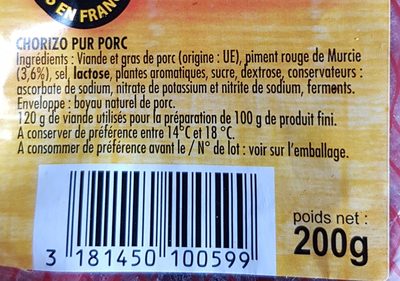 S EN FRAN
CHORIZO PUR PORC
Ingrédients : Viande et gras de porc (origine : UE), piment rouge de Murcie
(3,6%), sel, lactose, plantes aromatiques, sucre, dextrose, conservateurs :
ascorbate de sodium, nitrate de potassium et nitrite de sodium, ferments.
Enveloppe : boyau naturel de porc.
120 g de viande utilisés pour la préparation de 100 g de produit fini.
A conserver de préférence entre 14°C et 18 °C.
A consommer de préférence avant le / N° de lot : voir sur l'emballage.
poids net :
200g
3 181450 100599